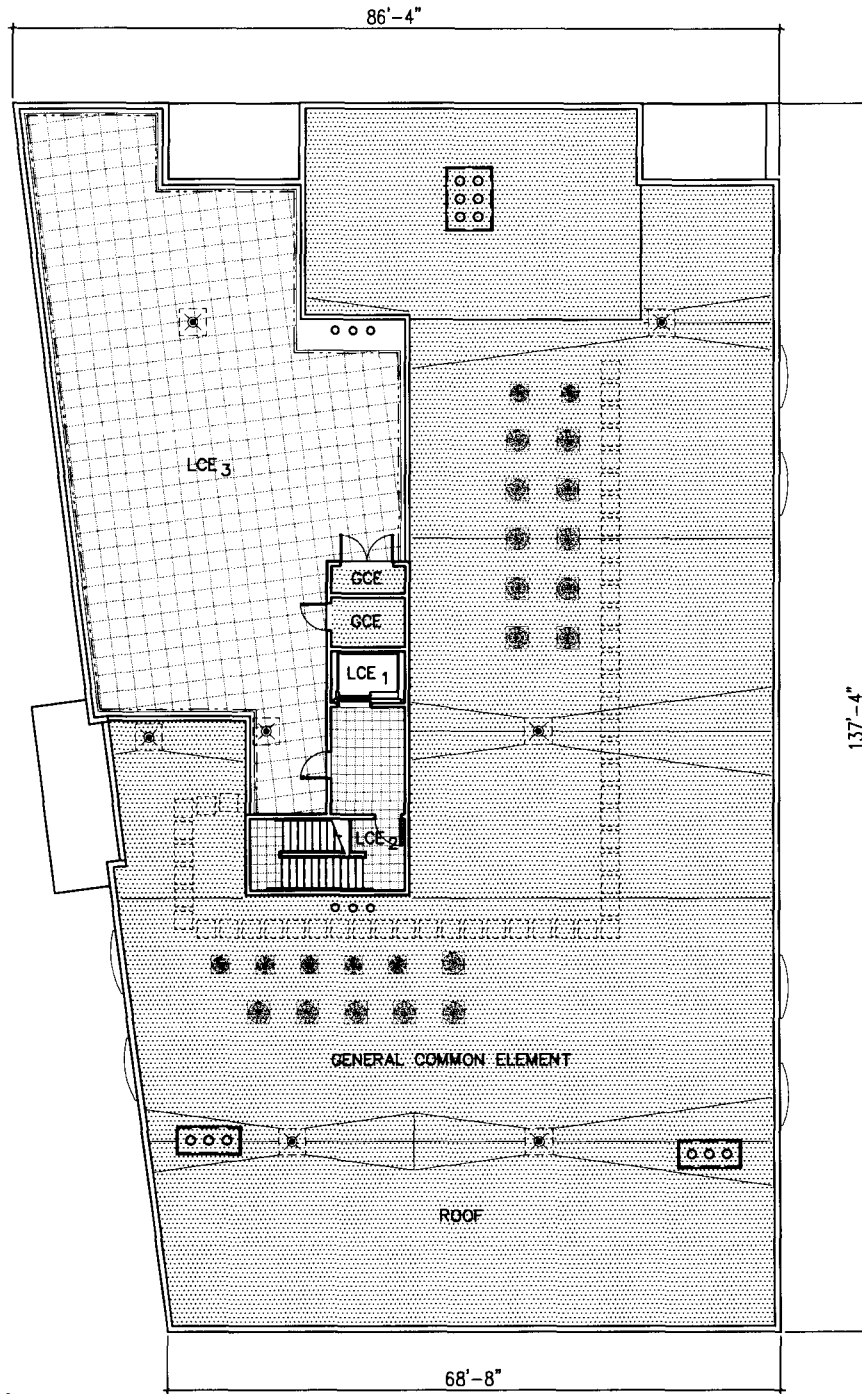 86'-4"
LCE 3
GCE
GCE
LCE 1
137'-4"
LCE 2
GENERAL COMMON ELEMENT
ROOF
68'-8"